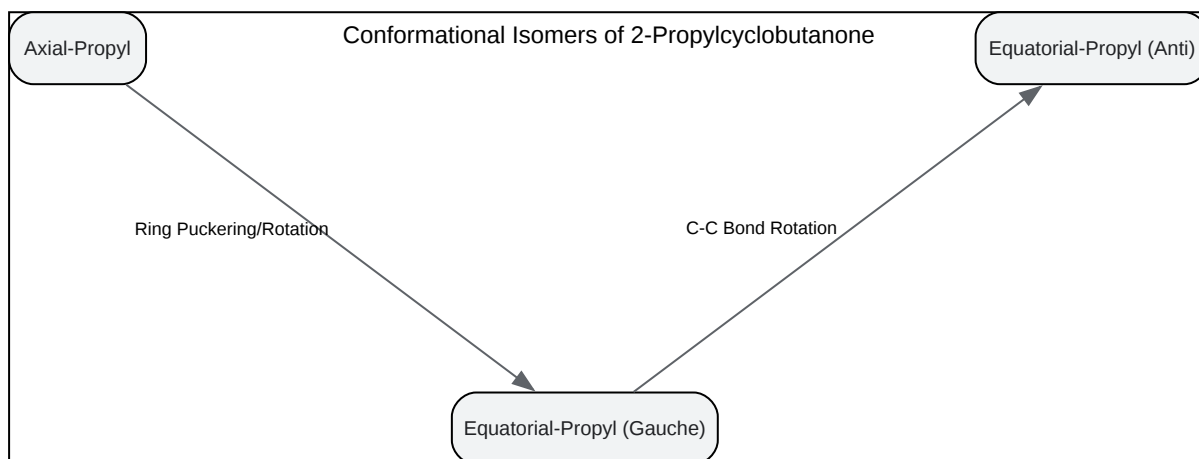 Conformational Isomers of 2-Propylcyclobutanone
Axial-Propyl
Equatorial-Propyl (Anti)
Ring Puckering/Rotation
C-C Bond Rotation
Equatorial-Propyl (Gauche)